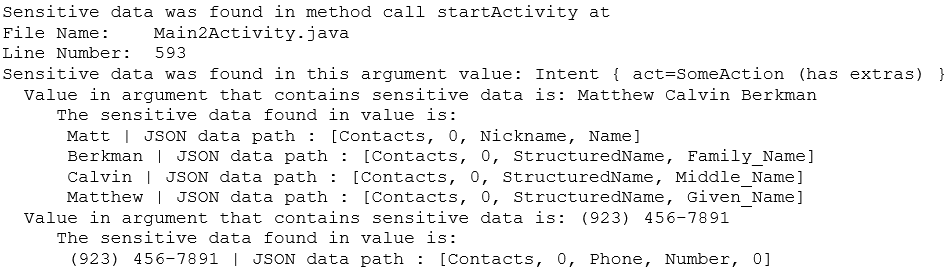 Sensitive data was found in method call startActivity at
File Name:    Main2Activity.java
Line Number:  593
Sensitive data was found in this argument value: Intent { act=SomeAction (has extras) }
  Value in argument that contains sensitive data is: Matthew Calvin Berkman
     The sensitive data found in value is:
      Matt | JSON data path : [Contacts, 0, Nickname, Name]
      Berkman | JSON data path : [Contacts, 0, StructuredName, Family_Name]
      Calvin | JSON data path : [Contacts, 0, StructuredName, Middle_Name]
      Matthew | JSON data path : [Contacts, 0, StructuredName, Given_Name]
  Value in argument that contains sensitive data is: (923) 456-7891
     The sensitive data found in value is:
      (923) 456-7891 | JSON data path : [Contacts, 0, Phone, Number, 0]